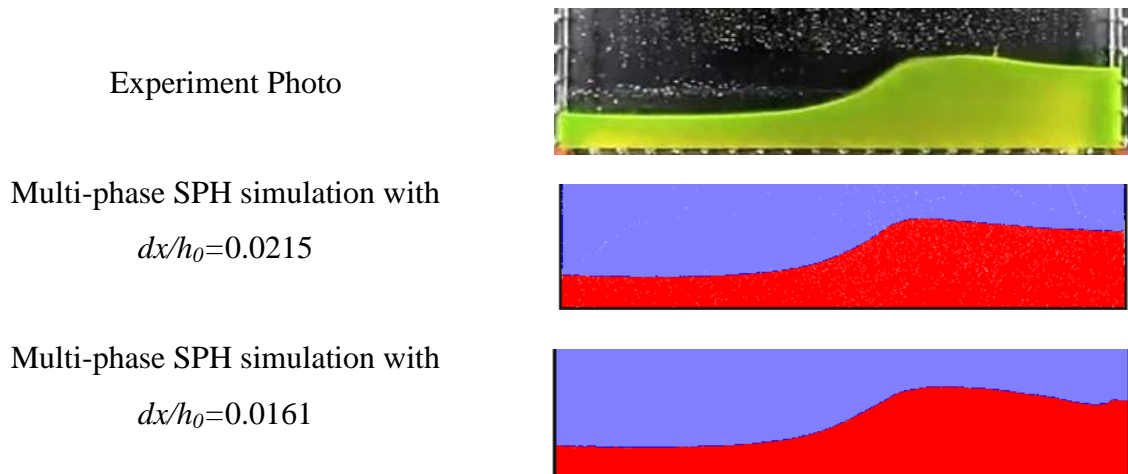 Experiment Photo
Multi-phase SPH simulation with
dx/h₀=0.0215
Multi-phase SPH simulation with
dx/h₀=0.0161